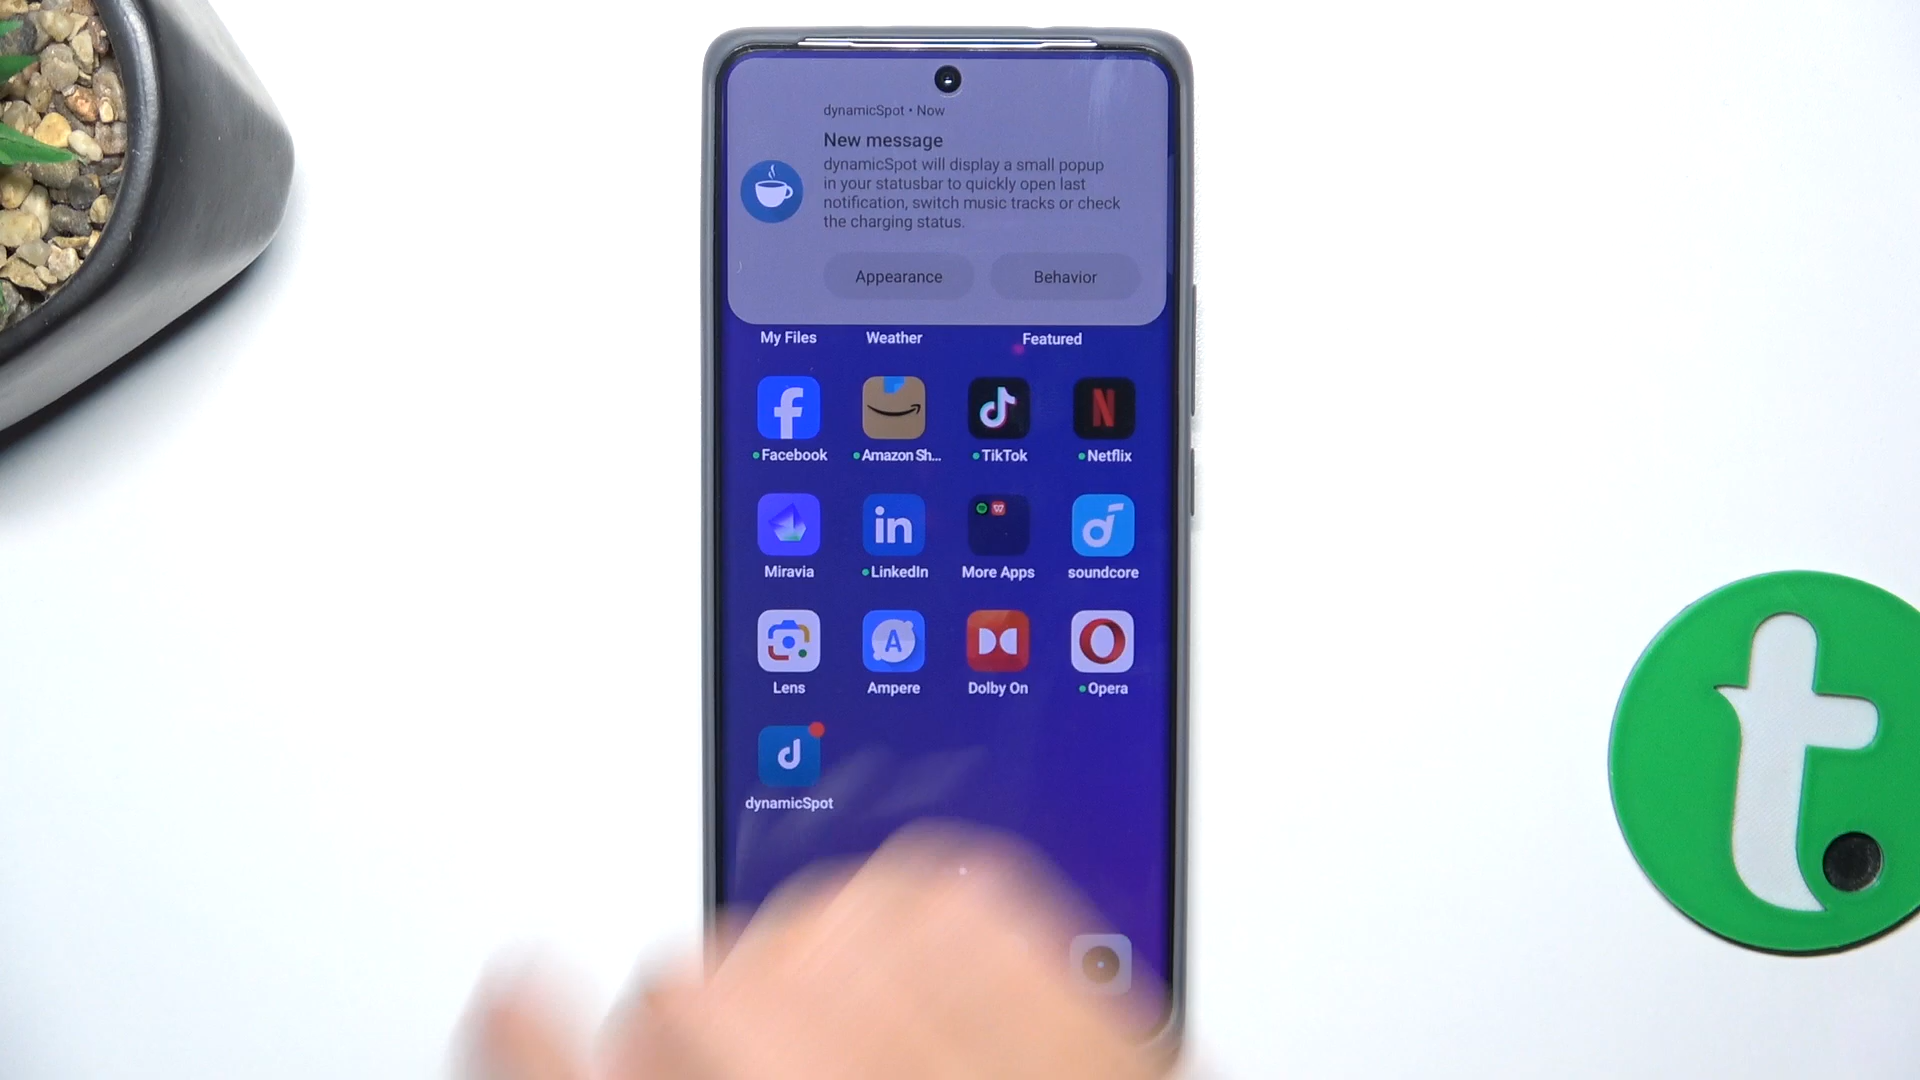 dynamicSpot • Now
New message
dynamicSpot will display a small popup
in your statusbar to quickly open last
notification, switch music tracks or check
the charging status.
Appearance Behavior
My Files Weather Featured
Facebook Amazon Sh... TikTok Netflix
Miravia LinkedIn More Apps soundcore
Lens Ampere Dolby On Opera
dynamicSpot